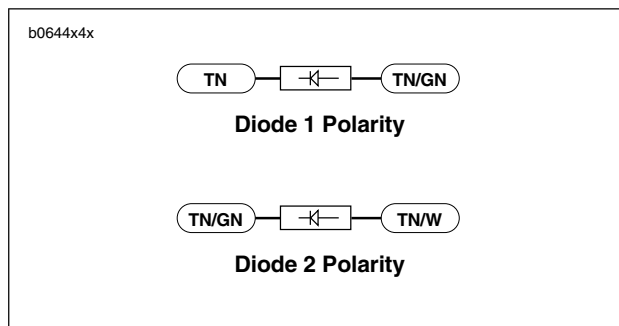 b0644x4x
TN TN/GN
Diode 1 Polarity
TN/GN TN/W
Diode 2 Polarity